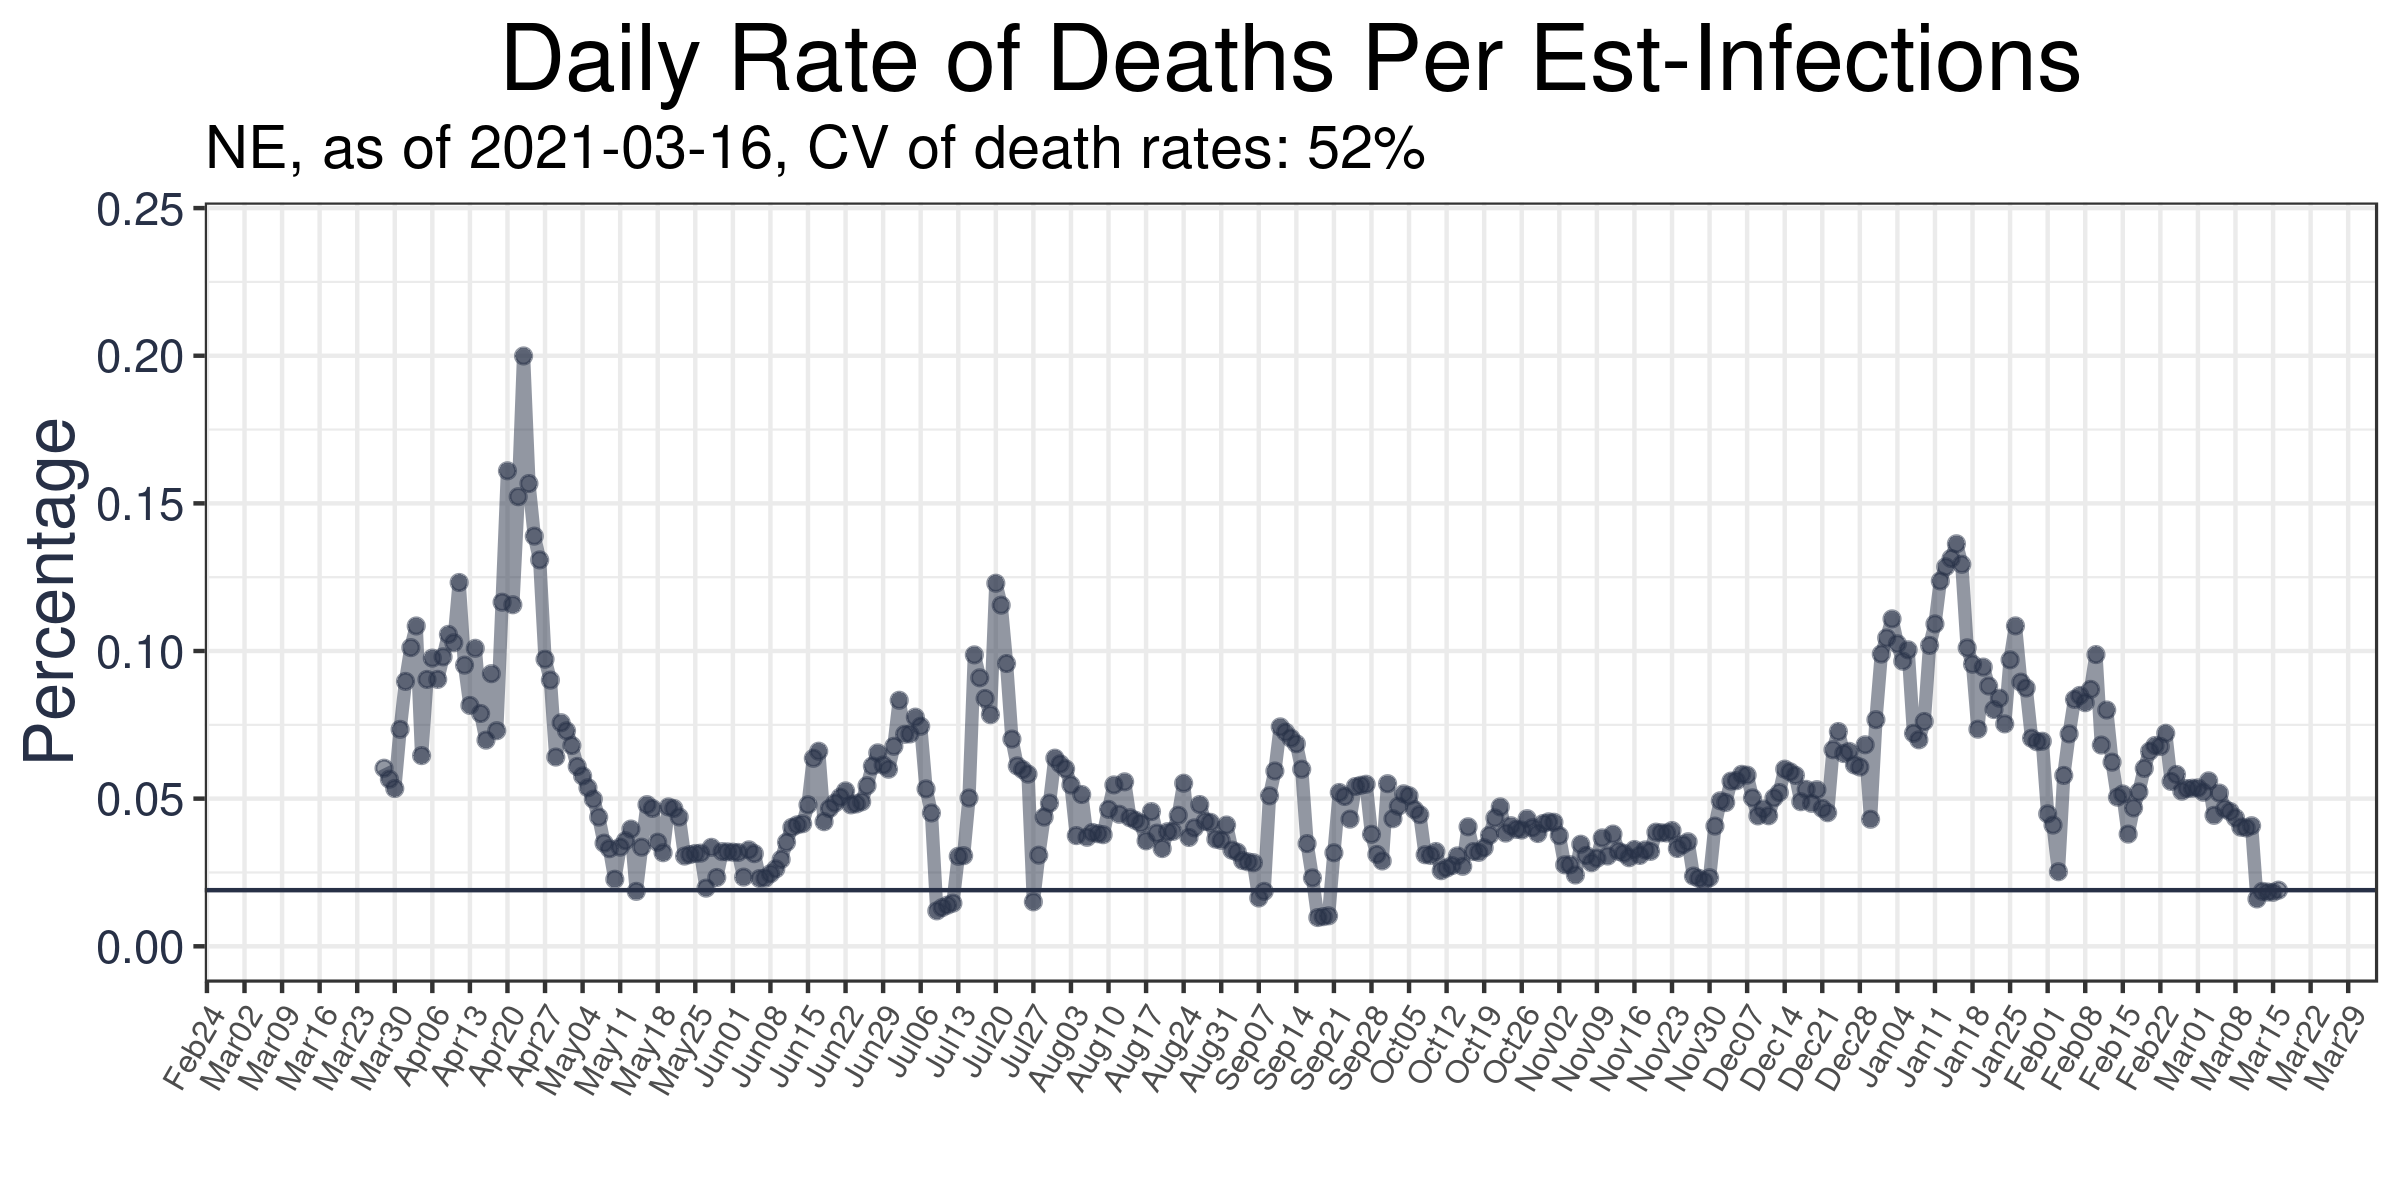 Daily Rate of Deaths Per Est-Infections
NE, as of 2021-03-16, CV of death rates: 52%
Percentage
0.25
0.20
0.15
0.10
0.05
0.00
Feb24
Mar02
Mar09
Mar16
Mar23
Mar30
Apr06
Apr13
Apr20
Apr27
May04
May11
May18
May25
Jun01
Jun08
Jun15
Jun22
Jun29
Jul06
Jul13
Jul20
Jul27
Aug03
Aug10
Aug17
Aug24
Aug31
Sep07
Sep14
Sep21
Sep28
Oct05
Oct12
Oct19
Oct26
Nov02
Nov09
Nov16
Nov23
Nov30
Dec07
Dec14
Dec21
Dec28
Jan04
Jan11
Jan18
Jan25
Feb01
Feb08
Feb15
Feb22
Mar01
Mar08
Mar15
Mar22
Mar29